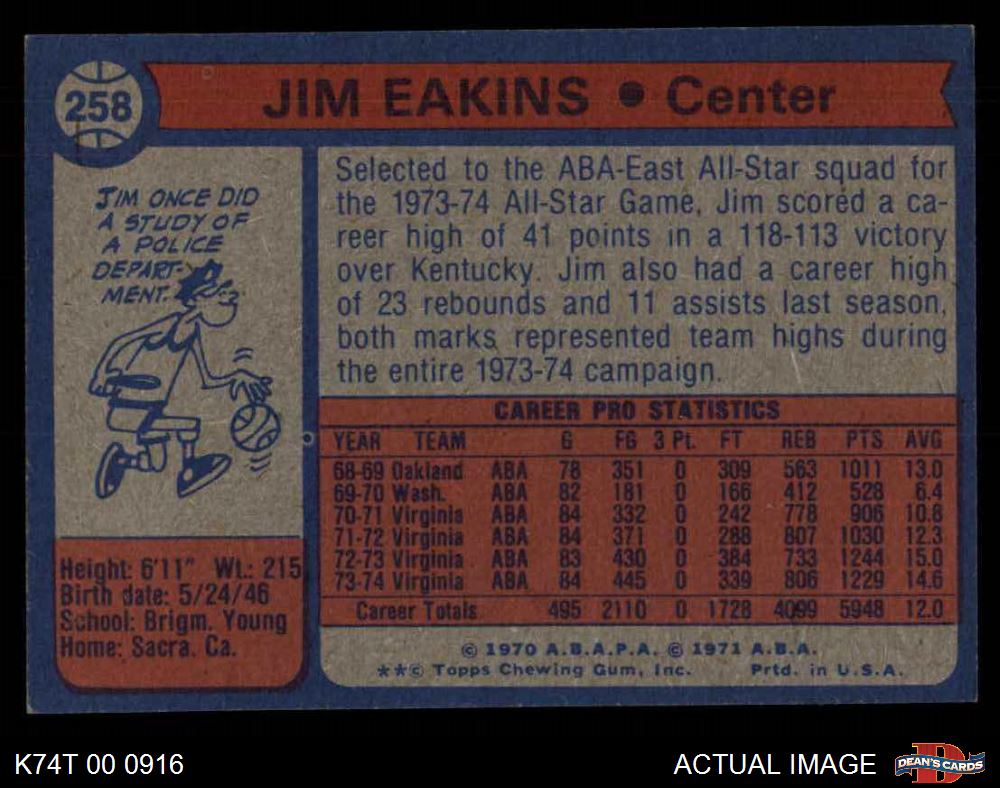 258
JIM EAKINS • Center
JIM ONCE DID
A STUDY OF
A POLICE
DEPART-
MENT.
Selected to the ABA-East All-Star squad for
the 1973-74 All-Star Game, Jim scored a ca-
reer high of 41 points in a 118-113 victory
over Kentucky. Jim also had a career high
of 23 rebounds and 11 assists last season,
both marks represented team highs during
the entire 1973-74 campaign.
CAREER PRO STATISTICS
YEAR TEAM G FG 3 Pt. FT REB PTS AVG
68-69 Oakland ABA 78 351 0 309 563 1011 13.0
69-70 Wash. ABA 82 181 0 166 412 528 6.4
70-71 Virginia ABA 84 332 0 242 778 906 10.8
71-72 Virginia ABA 84 371 0 288 807 1030 12.3
72-73 Virginia ABA 83 430 0 384 733 1244 15.0
73-74 Virginia ABA 84 445 0 339 806 1229 14.6
Career Totals 495 2110 0 1728 4099 5948 12.0
Height: 6'11" Wt.: 215
Birth date: 5/24/46
School: Brigm. Young
Home: Sacra. Ca.
© 1970 A.B.A.P.A. © 1971 A.B.A.
**© Topps Chewing Gum, Inc. Prtd. in U.S.A.
K74T 00 0916
ACTUAL IMAGE
D
DEAN'S CARDS